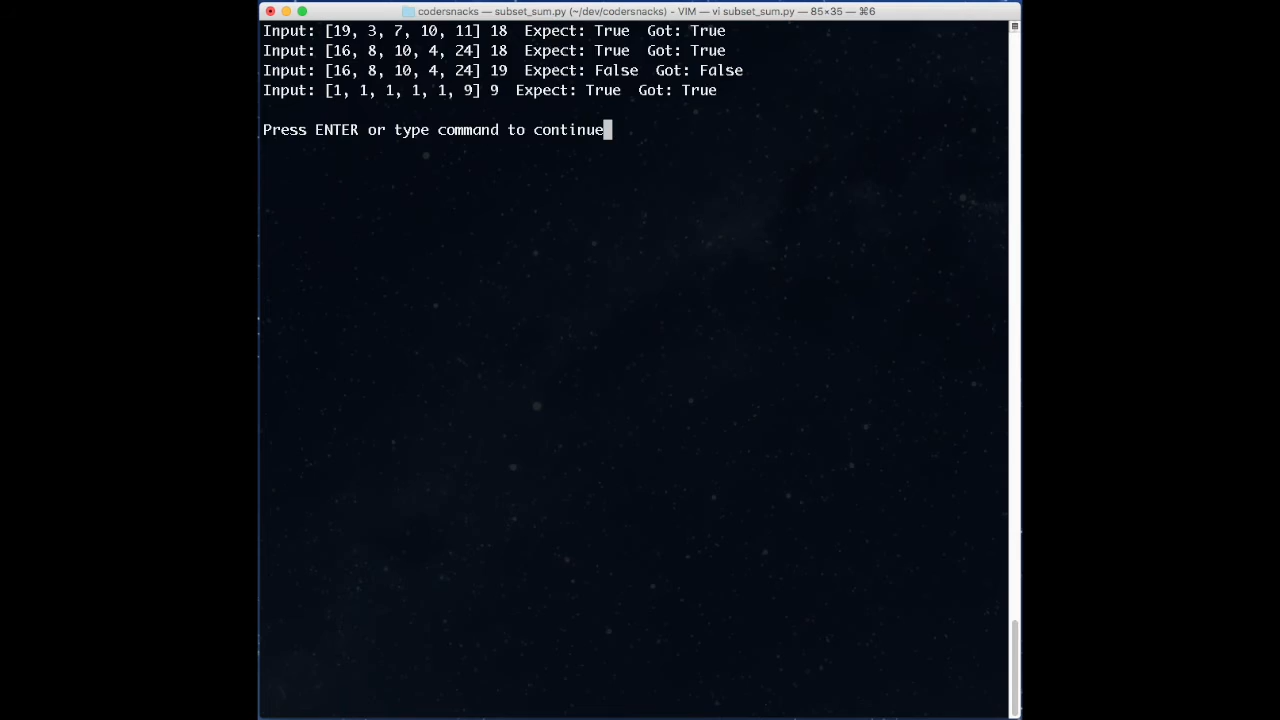 codersnacks — subset_sum.py (~/dev/codersnacks) - VIM — vi subset_sum.py — 85×35 — ⌘6
Input: [19, 3, 7, 10, 11] 18  Expect: True  Got: True
Input: [16, 8, 10, 4, 24] 18  Expect: True  Got: True
Input: [16, 8, 10, 4, 24] 19  Expect: False  Got: False
Input: [1, 1, 1, 1, 1, 9] 9  Expect: True  Got: True
Press ENTER or type command to continue